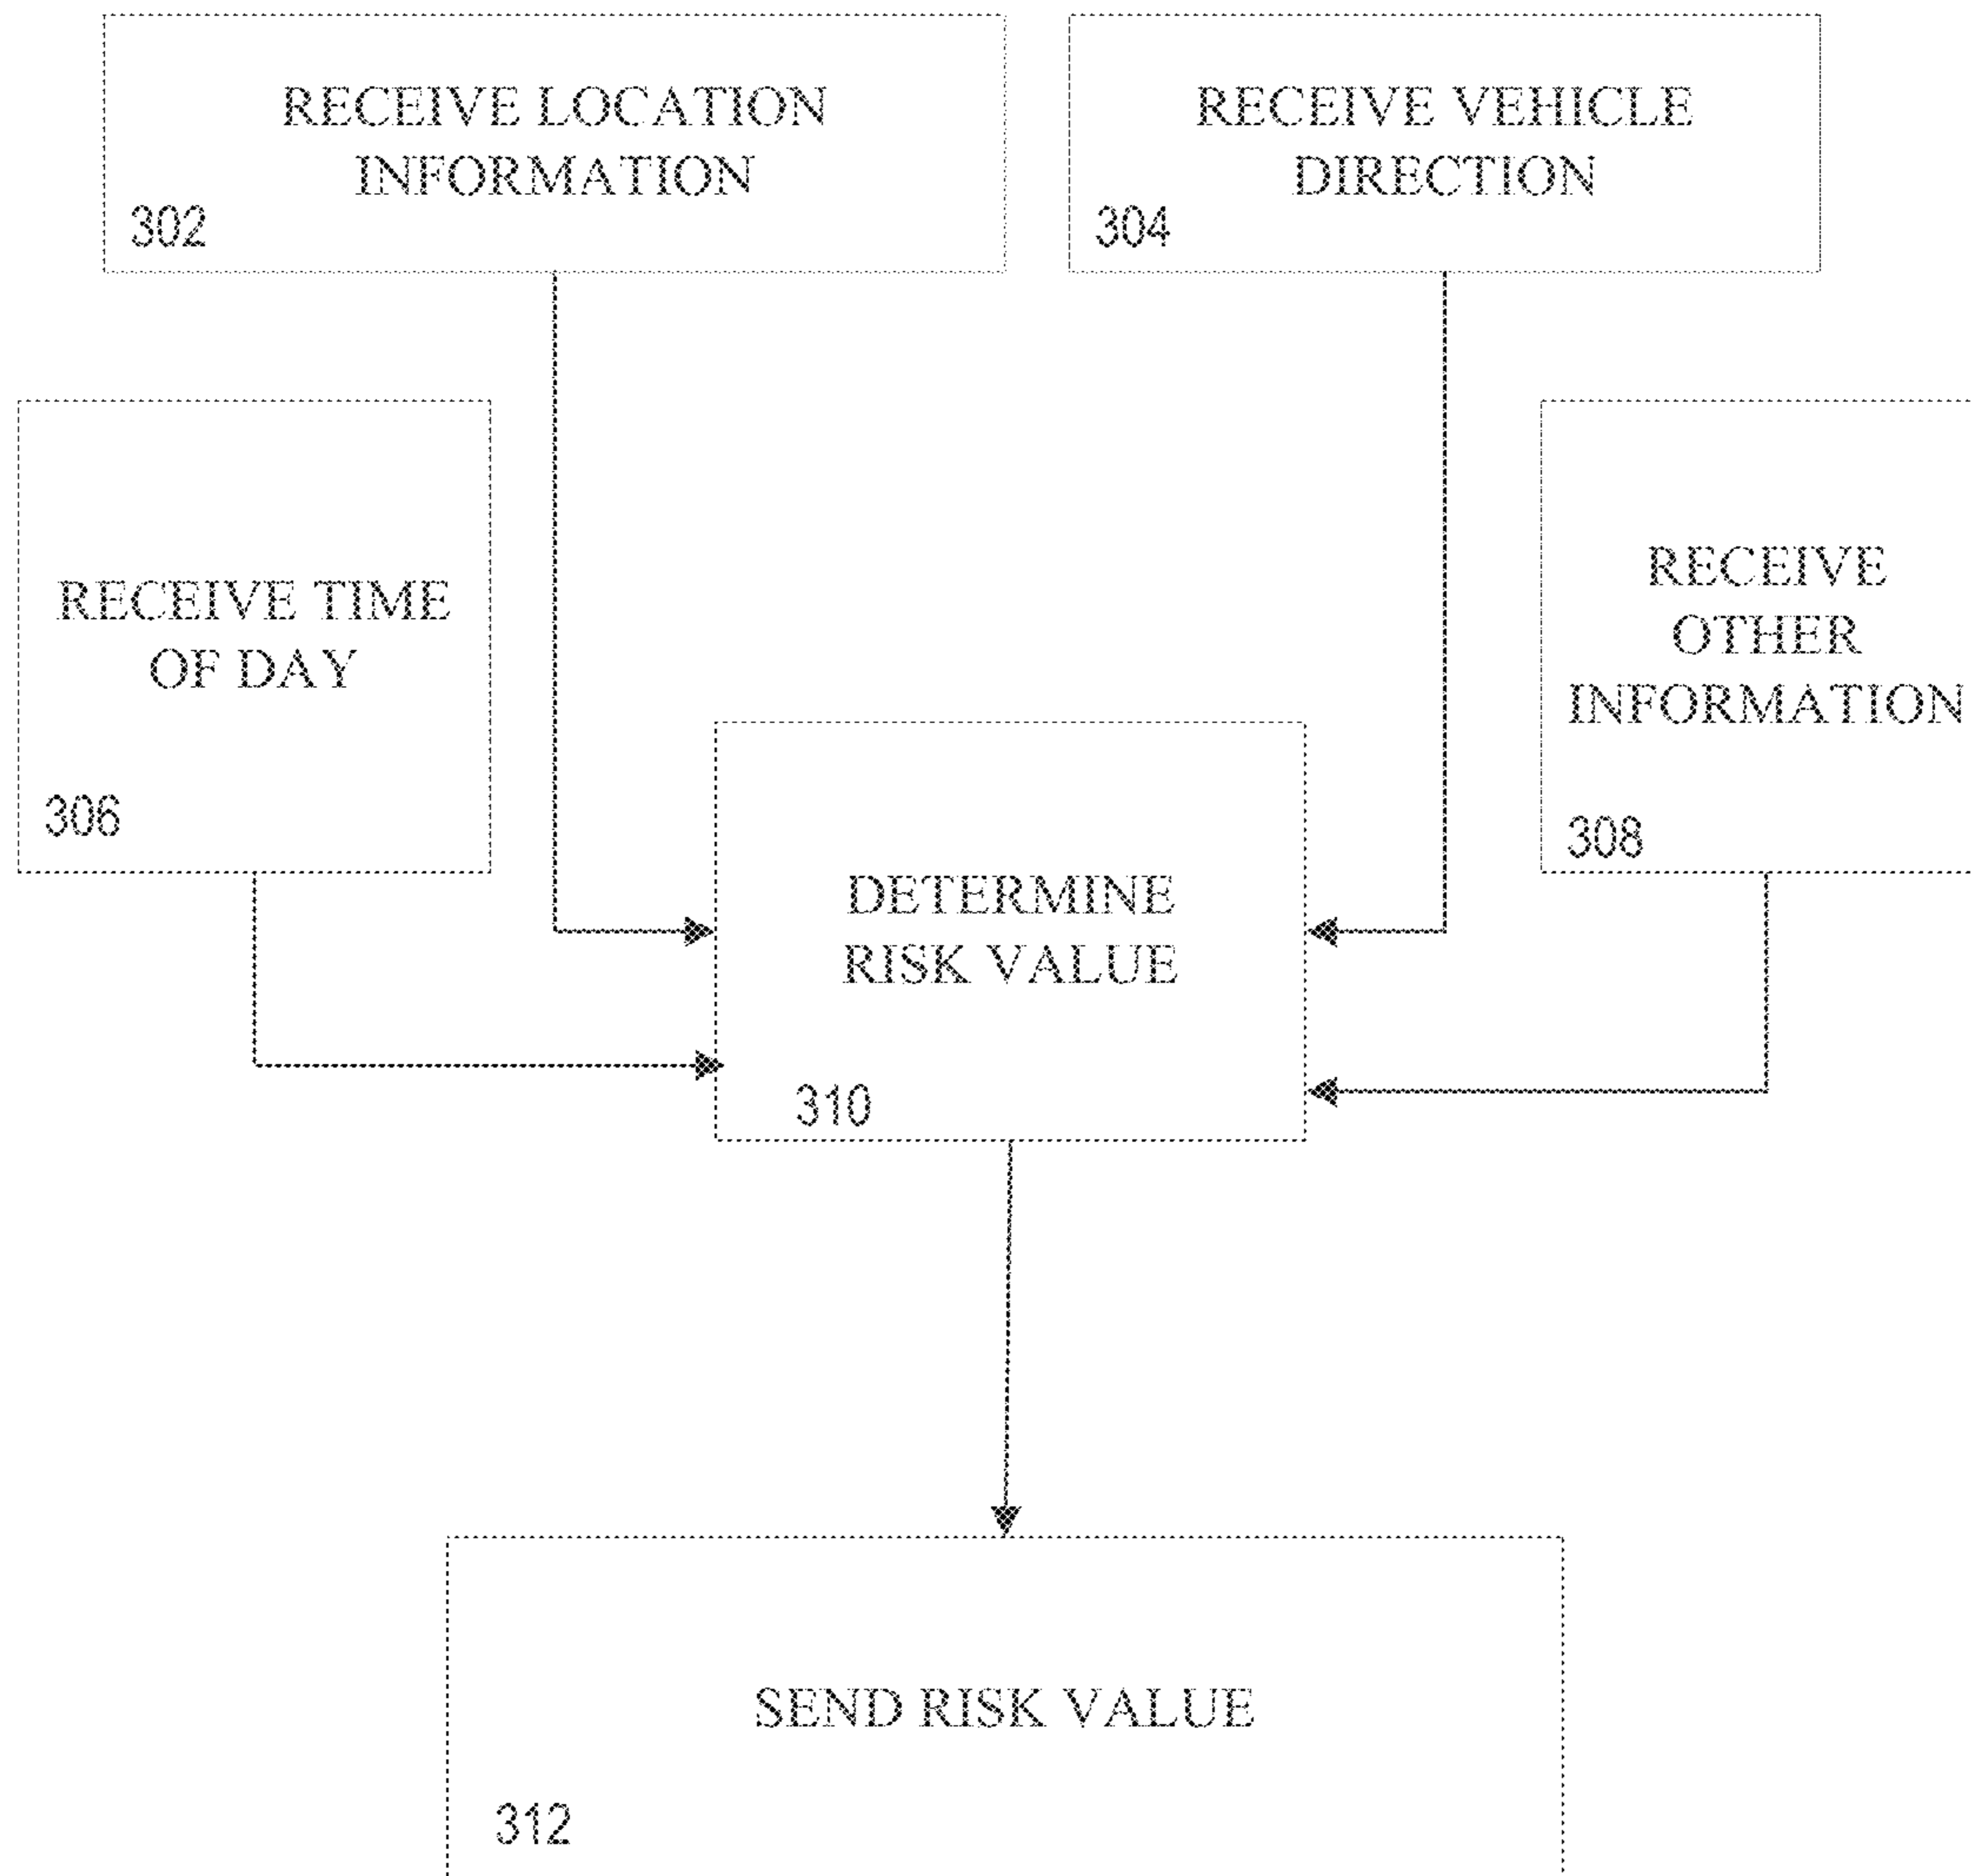 RECEIVE LOCATION
INFORMATION
302
RECEIVE VEHICLE
DIRECTION
304
RECEIVE TIME
OF DAY
306
RECEIVE
OTHER
INFORMATION
308
DETERMINE
RISK VALUE
310
SEND RISK VALUE
312